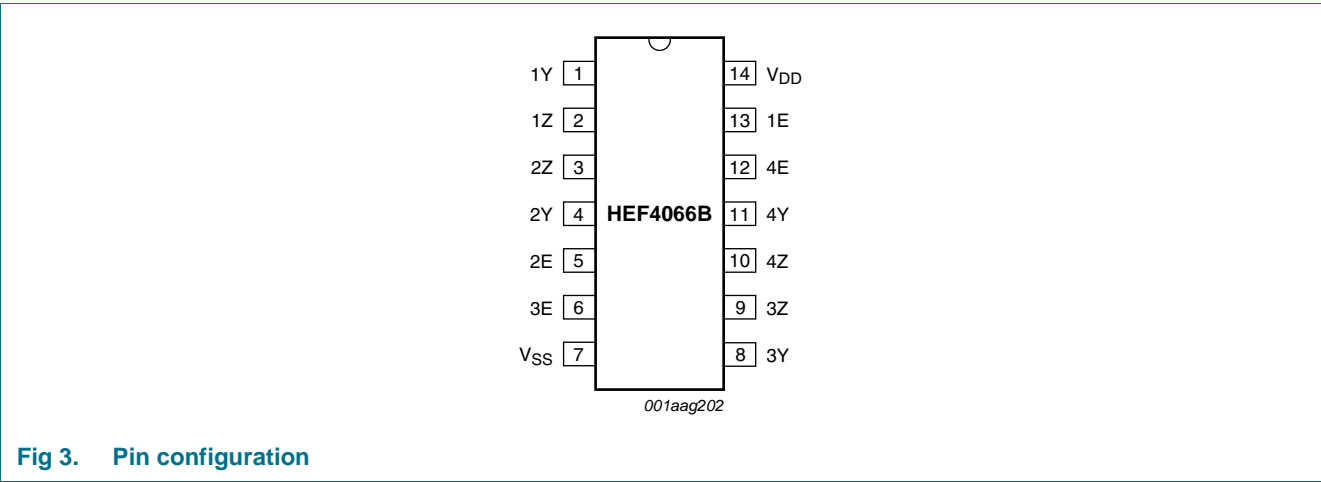 1Y 1 14 VDD
1Z 2 13 1E
2Z 3 12 4E
2Y 4 HEF4066B 11 4Y
2E 5 10 4Z
3E 6 9 3Z
VSS 7 8 3Y
001aag202
Fig 3. Pin configuration